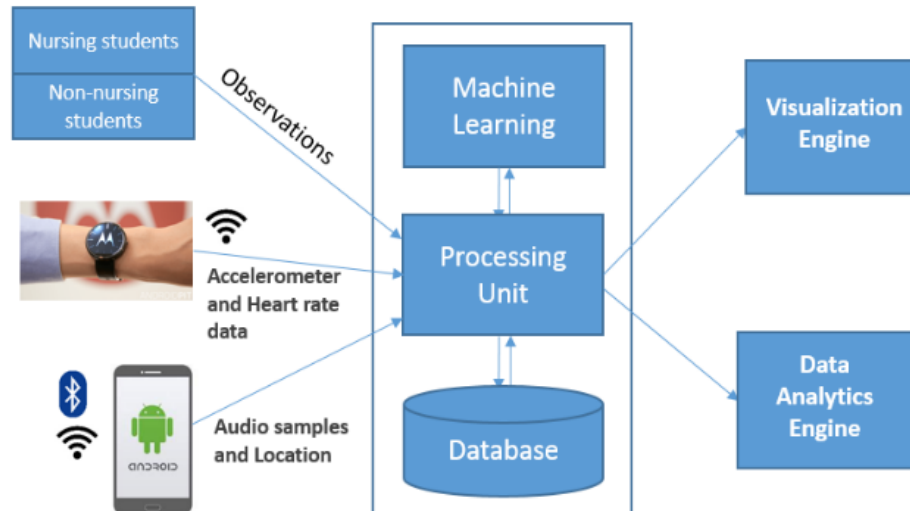 Nursing students
Non-nursing
students
Observations
Accelerometer
and Heart rate
data
ANDROID
Audio samples
and Location
Machine
Learning
Processing
Unit
Database
Visualization
Engine
Data
Analytics
Engine